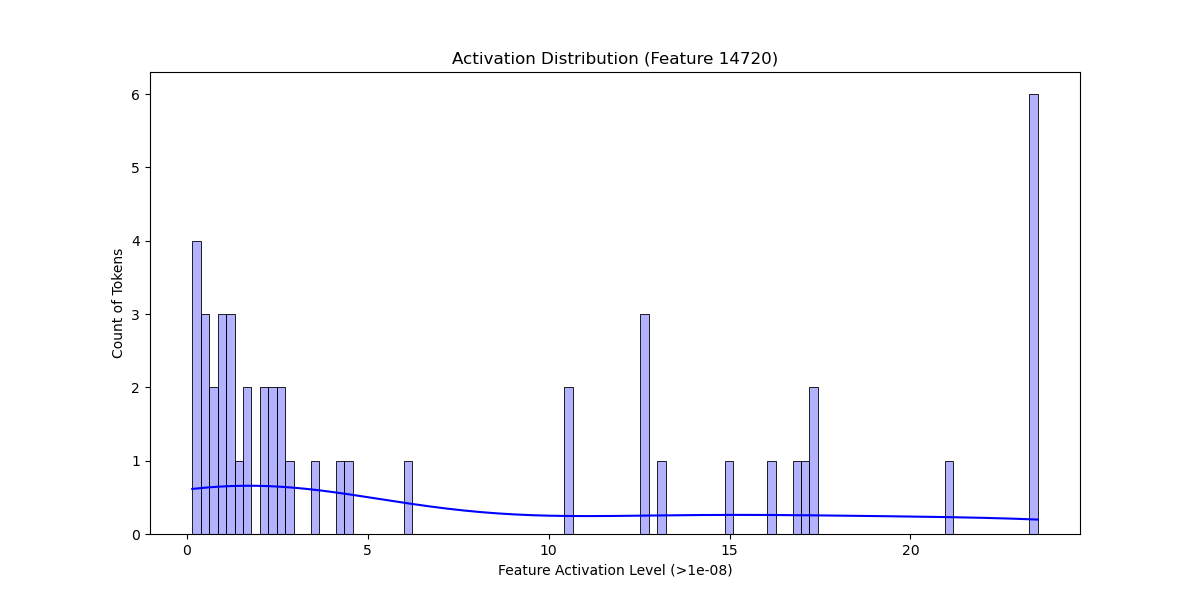 Activation Distribution (Feature 14720)
6
5
4
3
2
1
0
Count of Tokens
0 5 10 15 20
Feature Activation Level (>1e-08)